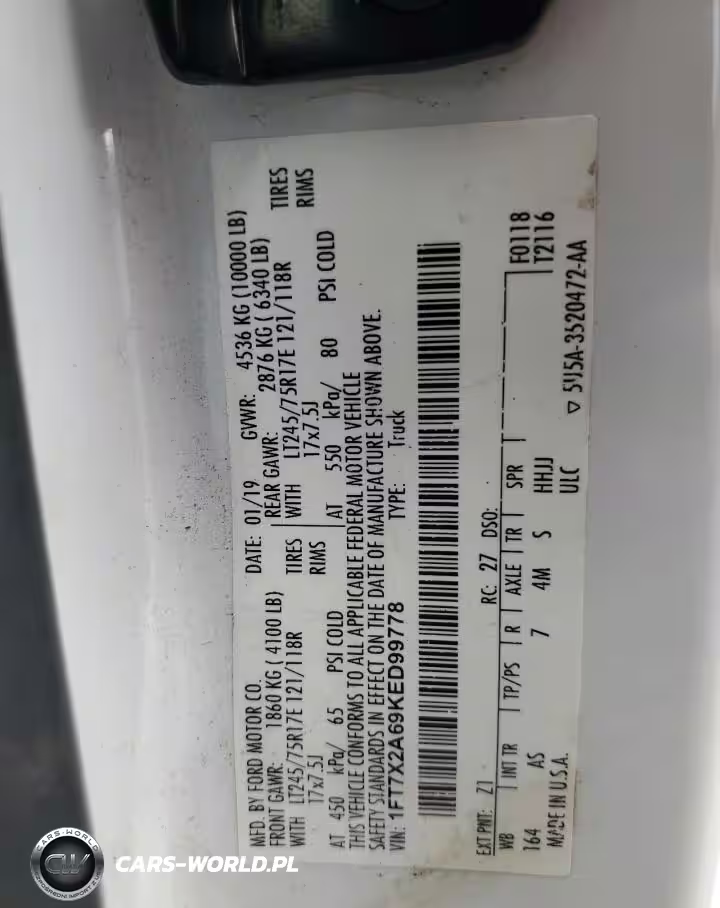 MFD. BY FORD MOTOR CO.
DATE: 01/19 GVWR: 4536 KG (10000 LB)
FRONT GAWR: 1860 KG ( 4100 LB) REAR GAWR: 2876 KG ( 6340 LB)
WITH LT245/75R17E 121/118R TIRES WITH LT245/75R17E 121/118R TIRES
17x7.5J RIMS 17x7.5J RIMS
AT 450 kPa/ 65 PSI COLD AT 550 kPa/ 80 PSI COLD
THIS VEHICLE CONFORMS TO ALL APPLICABLE FEDERAL MOTOR VEHICLE
SAFETY STANDARDS IN EFFECT ON THE DATE OF MANUFACTURE SHOWN ABOVE.
VIN: 1FT7X2A69KED99778 TYPE: Truck
EXT PNT: Z1 RC: 27 DSO: F0118
WB INT TR TP/PS R AXLE TR SPR T2116
164 AS 7 4M S HHJJ
MADE IN U.S.A. ULC
5U5A-3520472-AA
CARS-WORLD
CW
CARS-WORLD.PL